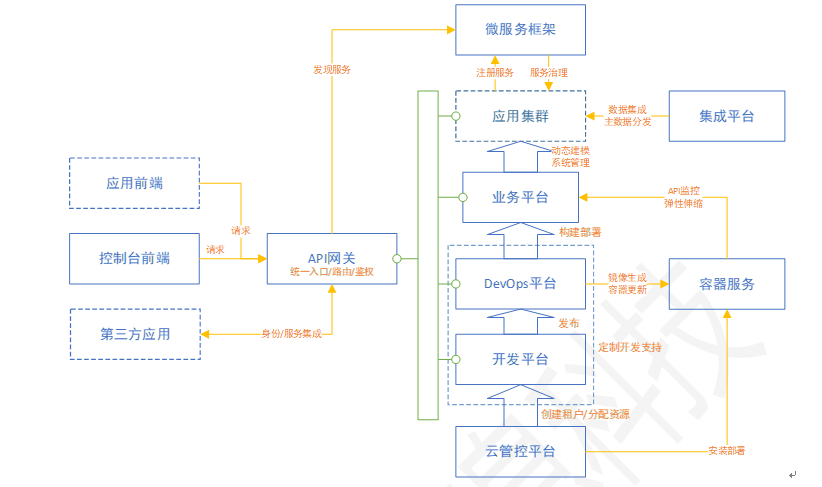 微服务框架
发现服务
注册服务
服务治理
应用集群
数据集成
主数据分发
集成平台
动态建模
系统管理
应用前端
业务平台
API监控
弹性伸缩
请求
构建部署
控制台前端
请求
API网关
统一入口/路由/鉴权
DevOps平台
镜像生成
容器更新
容器服务
第三方应用
身份/服务集成
发布
开发平台
定制开发支持
创建租户/分配资源
云管控平台
安装部署
科技